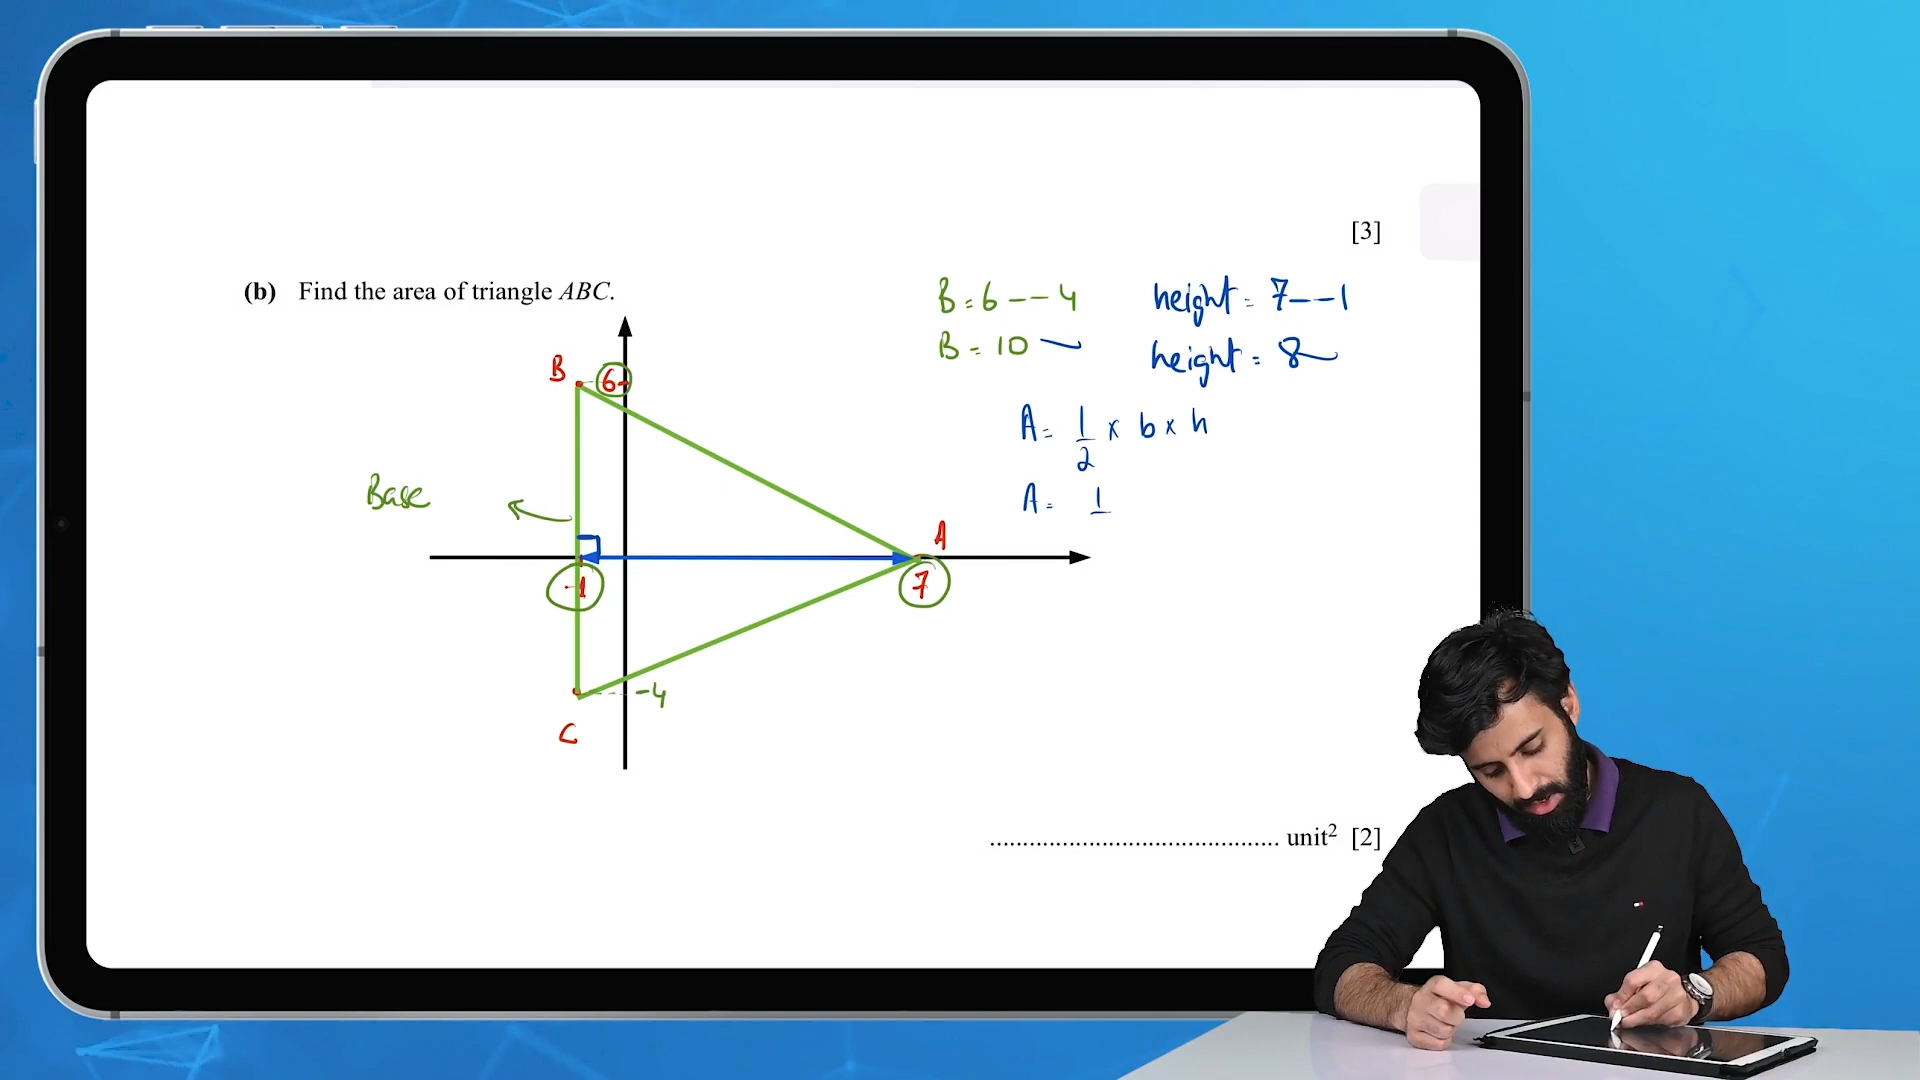 [3]
(b) Find the area of triangle ABC.
B = 6 - - 4
B = 10
height = 7 - - 1
height = 8
A = 1/2 × b × h
A = 1
B
6
Base
A
-1
7
-4
C
.......................................... unit² [2]